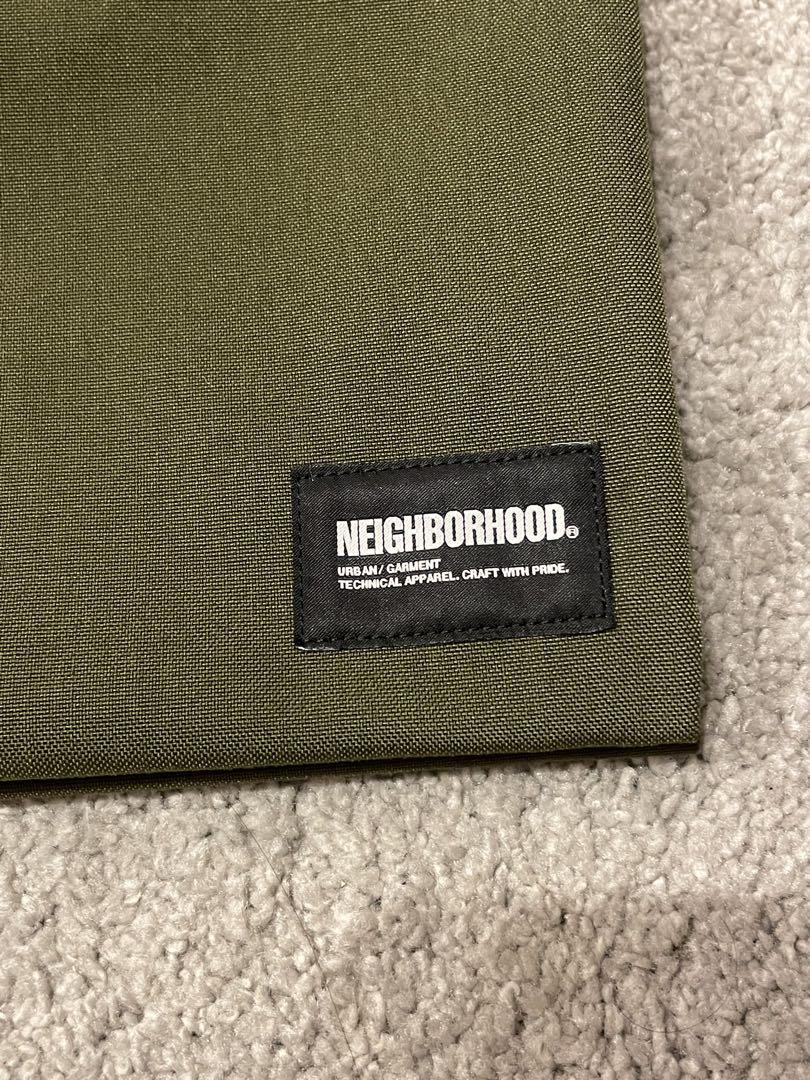 NEIGHBORHOOD®
URBAN/ GARMENT
TECHNICAL APPAREL. CRAFT WITH PRIDE.